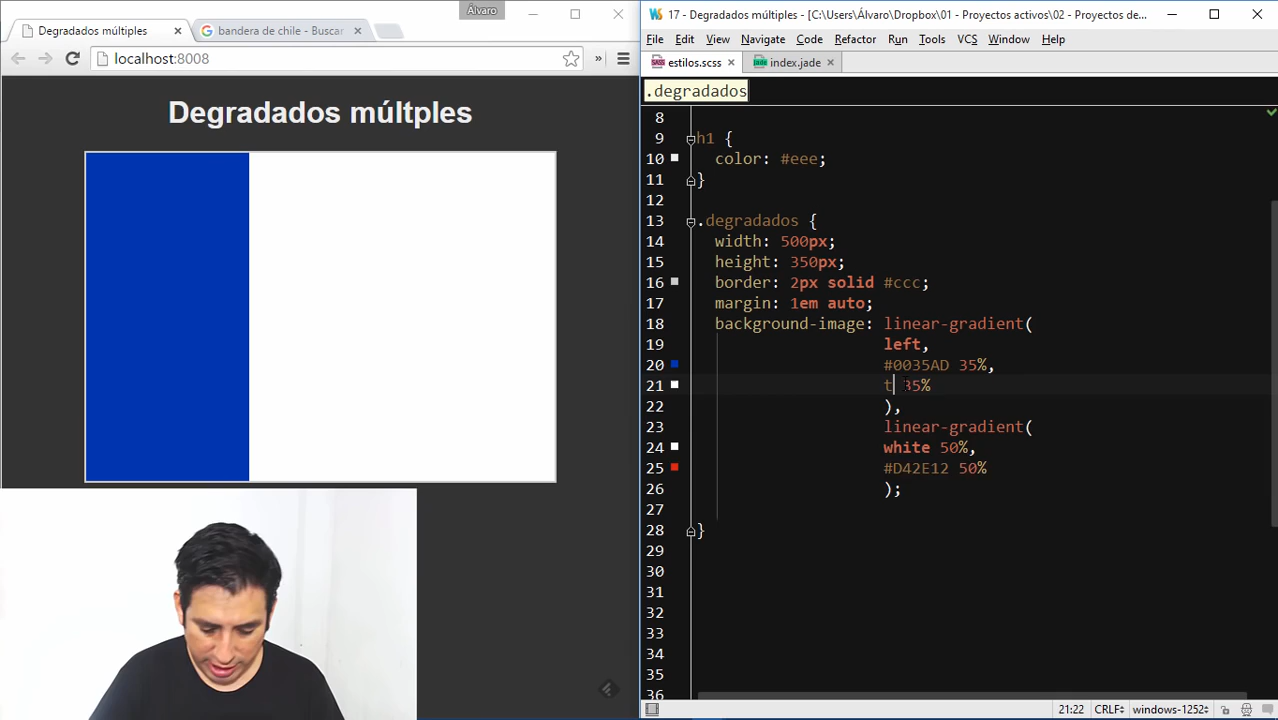 Álvaro
Degradados múltiples
bandera de chile - Buscar
localhost:8008
»
Degradados múltples
17 - Degradados múltiples - [C:\Users\Álvaro\Dropbox\01 - Proyectos activos\02 - Proyectos de...
File Edit View Navigate Code Refactor Run Tools VCS Window Help
estilos.scss
index.jade
.degradados
8
9 h1 {
10 color: #eee;
11 }
12
13 .degradados {
14 width: 500px;
15 height: 350px;
16 border: 2px solid #ccc;
17 margin: 1em auto;
18 background-image: linear-gradient(
19 left,
20 #0035AD 35%,
21 t 35%
22 ),
23 linear-gradient(
24 white 50%,
25 #D42E12 50%
26 );
27
28 }
29
30
31
32
33
34
35
36
21:22 CRLF÷ windows-1252÷